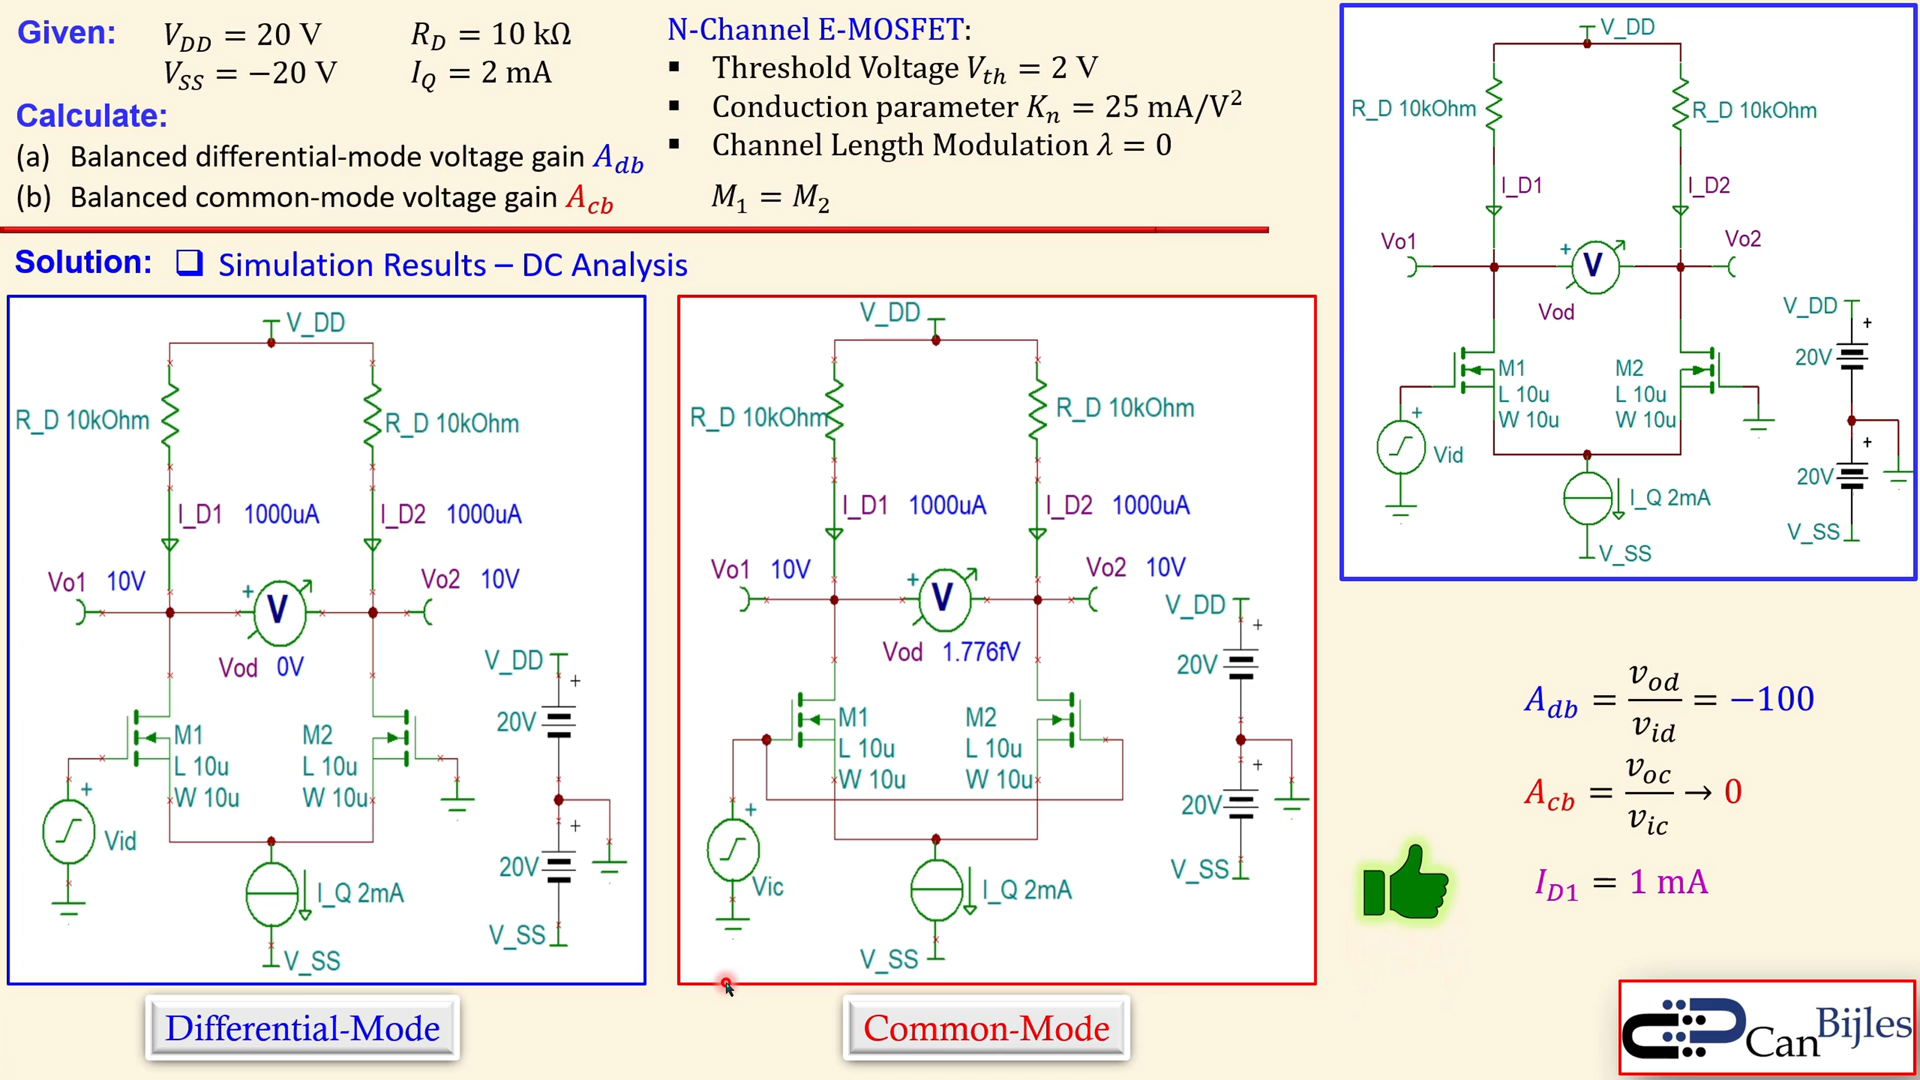 Given:
V_DD = 20 V
R_D = 10 kΩ
V_SS = −20 V
I_Q = 2 mA
Calculate:
(a) Balanced differential-mode voltage gain A_db
(b) Balanced common-mode voltage gain A_cb
N-Channel E-MOSFET:
▪ Threshold Voltage V_th = 2 V
▪ Conduction parameter K_n = 25 mA/V²
▪ Channel Length Modulation λ = 0
M₁ = M₂
Solution: ❑ Simulation Results – DC Analysis
V_DD
R_D 10kOhm
R_D 10kOhm
I_D1 1000uA
I_D2 1000uA
Vo1 10V
Vo2 10V
+
V
Vod 0V
M1
L 10u
W 10u
M2
L 10u
W 10u
+
Vid
I_Q 2mA
V_SS
V_DD
+
20V
+
20V
V_SS
Differential-Mode
V_DD
R_D 10kOhm
R_D 10kOhm
I_D1 1000uA
I_D2 1000uA
Vo1 10V
Vo2 10V
+
V
Vod 1.776fV
M1
L 10u
W 10u
M2
L 10u
W 10u
+
Vic
I_Q 2mA
V_SS
V_DD
+
20V
+
20V
V_SS
Common-Mode
V_DD
R_D 10kOhm
R_D 10kOhm
I_D1
I_D2
Vo1
Vo2
+
V
Vod
M1
L 10u
W 10u
M2
L 10u
W 10u
+
Vid
I_Q 2mA
V_SS
V_DD
+
20V
+
20V
V_SS
A_db = v_od / v_id = −100
A_cb = v_oc / v_ic → 0
I_D1 = 1 mA
Can Bijles